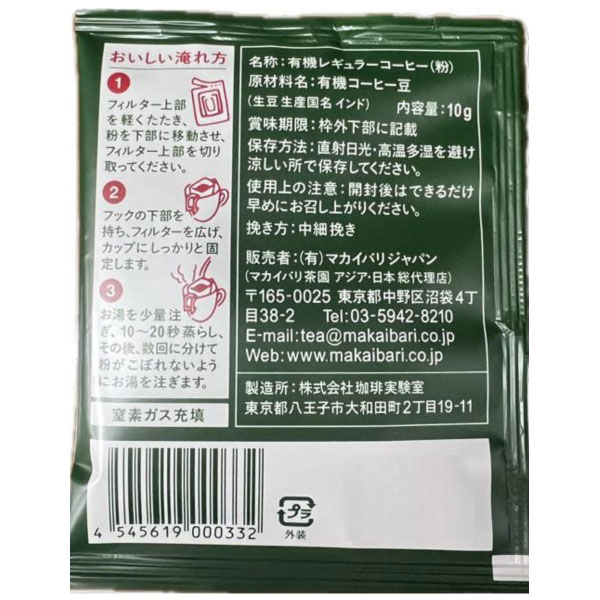 おいしい淹れ方
1
フィルター上部
を軽くたたき、
粉を下部に移動させ、
フィルター上部を切り
取ってください。
2
フックの下部を
持ち、フィルターを広げ、
カップにしっかりと固
定します。
3
お湯を少量注
ぎ、10〜20秒蒸らし、
その後、数回に分けて
粉がこぼれないよう
にお湯を注ぎます。
窒素ガス充填
名称：有機レギュラーコーヒー（粉）
原材料名：有機コーヒー豆
（生豆生産国名 インド） 内容量：10g
賞味期限：枠外下部に記載
保存方法：直射日光・高温多湿を避け
涼しい所で保存してください。
使用上の注意：開封後はできるだけ
早めにお召し上がりください。
挽き方：中細挽き
販売者：（有）マカイバリジャパン
（マカイバリ茶園 アジア・日本 総代理店）
〒165-0025 東京都中野区沼袋4丁
目38-2 Tel:03-5942-8210
E-mail:tea@makaibari.co.jp
Web:www.makaibari.co.jp
製造所：株式会社珈琲実験室
東京都八王子市大和田町2丁目19-11
4 545619 000332
プラ
外装